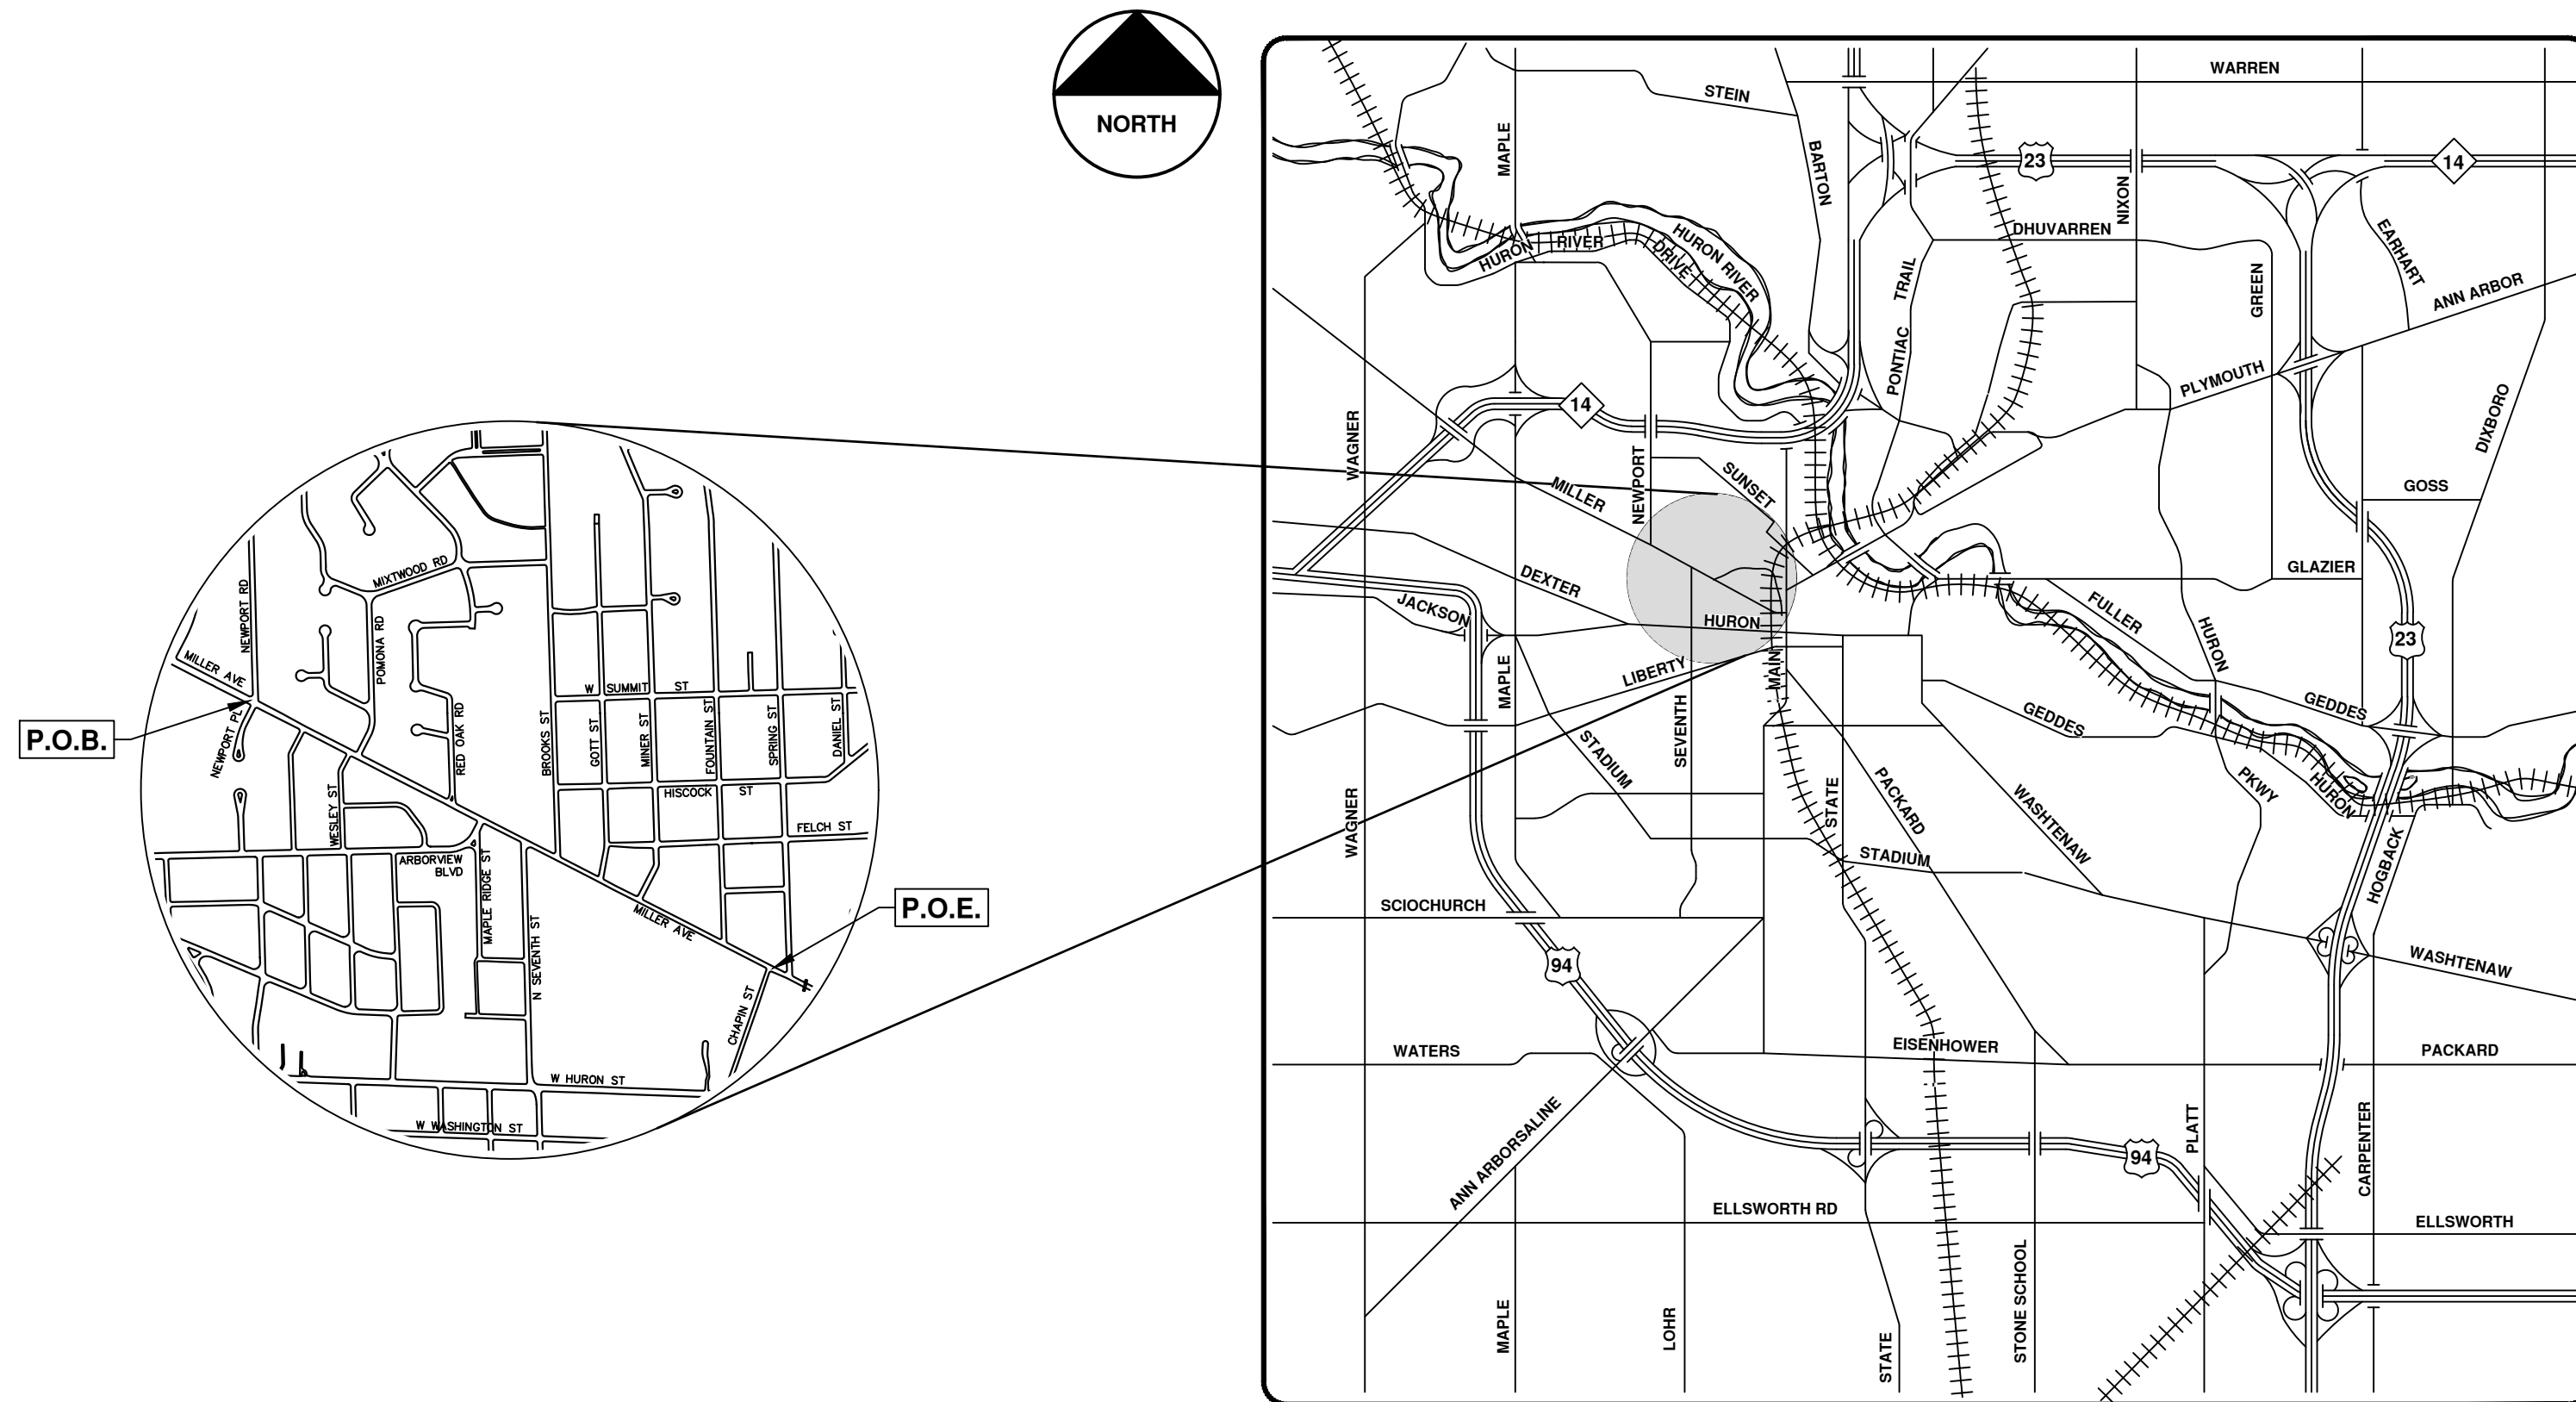 NORTH
P.O.B.
P.O.E.
NEWPORT RD
MIXTWOOD RD
POMONA RD
MILLER AVE
NEWPORT PL
RED OAK RD
WESLEY ST
BROOKS ST
W SUMMIT ST
GOTT ST
MINER ST
FOUNTAIN ST
SPRING ST
DANIEL ST
HISCOCK ST
FELCH ST
ARBORVIEW
BLVD
MAPLE RIDGE ST
N SEVENTH ST
MILLER AVE
CHAPIN ST
W HURON ST
W WASHINGTON ST
WARREN
STEIN
MAPLE
BARTON
23
14
NIXON
DHUVARREN
EARHART
HURON
RIVER
DRIVE
HURON RIVER
TRAIL
PONTIAC
GREEN
ANN ARBOR
PLYMOUTH
DIXBORO
14
WAGNER
NEWPORT
SUNSET
MILLER
GOSS
GLAZIER
DEXTER
JACKSON
HURON
FULLER
HURON
23
LIBERTY
MAIN
MAPLE
SEVENTH
STADIUM
GEDDES
GEDDES
PKWY
HURON
STATE
PACKARD
WASHTENAW
WAGNER
STADIUM
HOGBACK
SCIOCHURCH
94
WASHTENAW
WATERS
EISENHOWER
PACKARD
ANN ARBORSALINE
PLATT
CARPENTER
94
ELLSWORTH RD
ELLSWORTH
MAPLE
LOHR
STATE
STONE SCHOOL